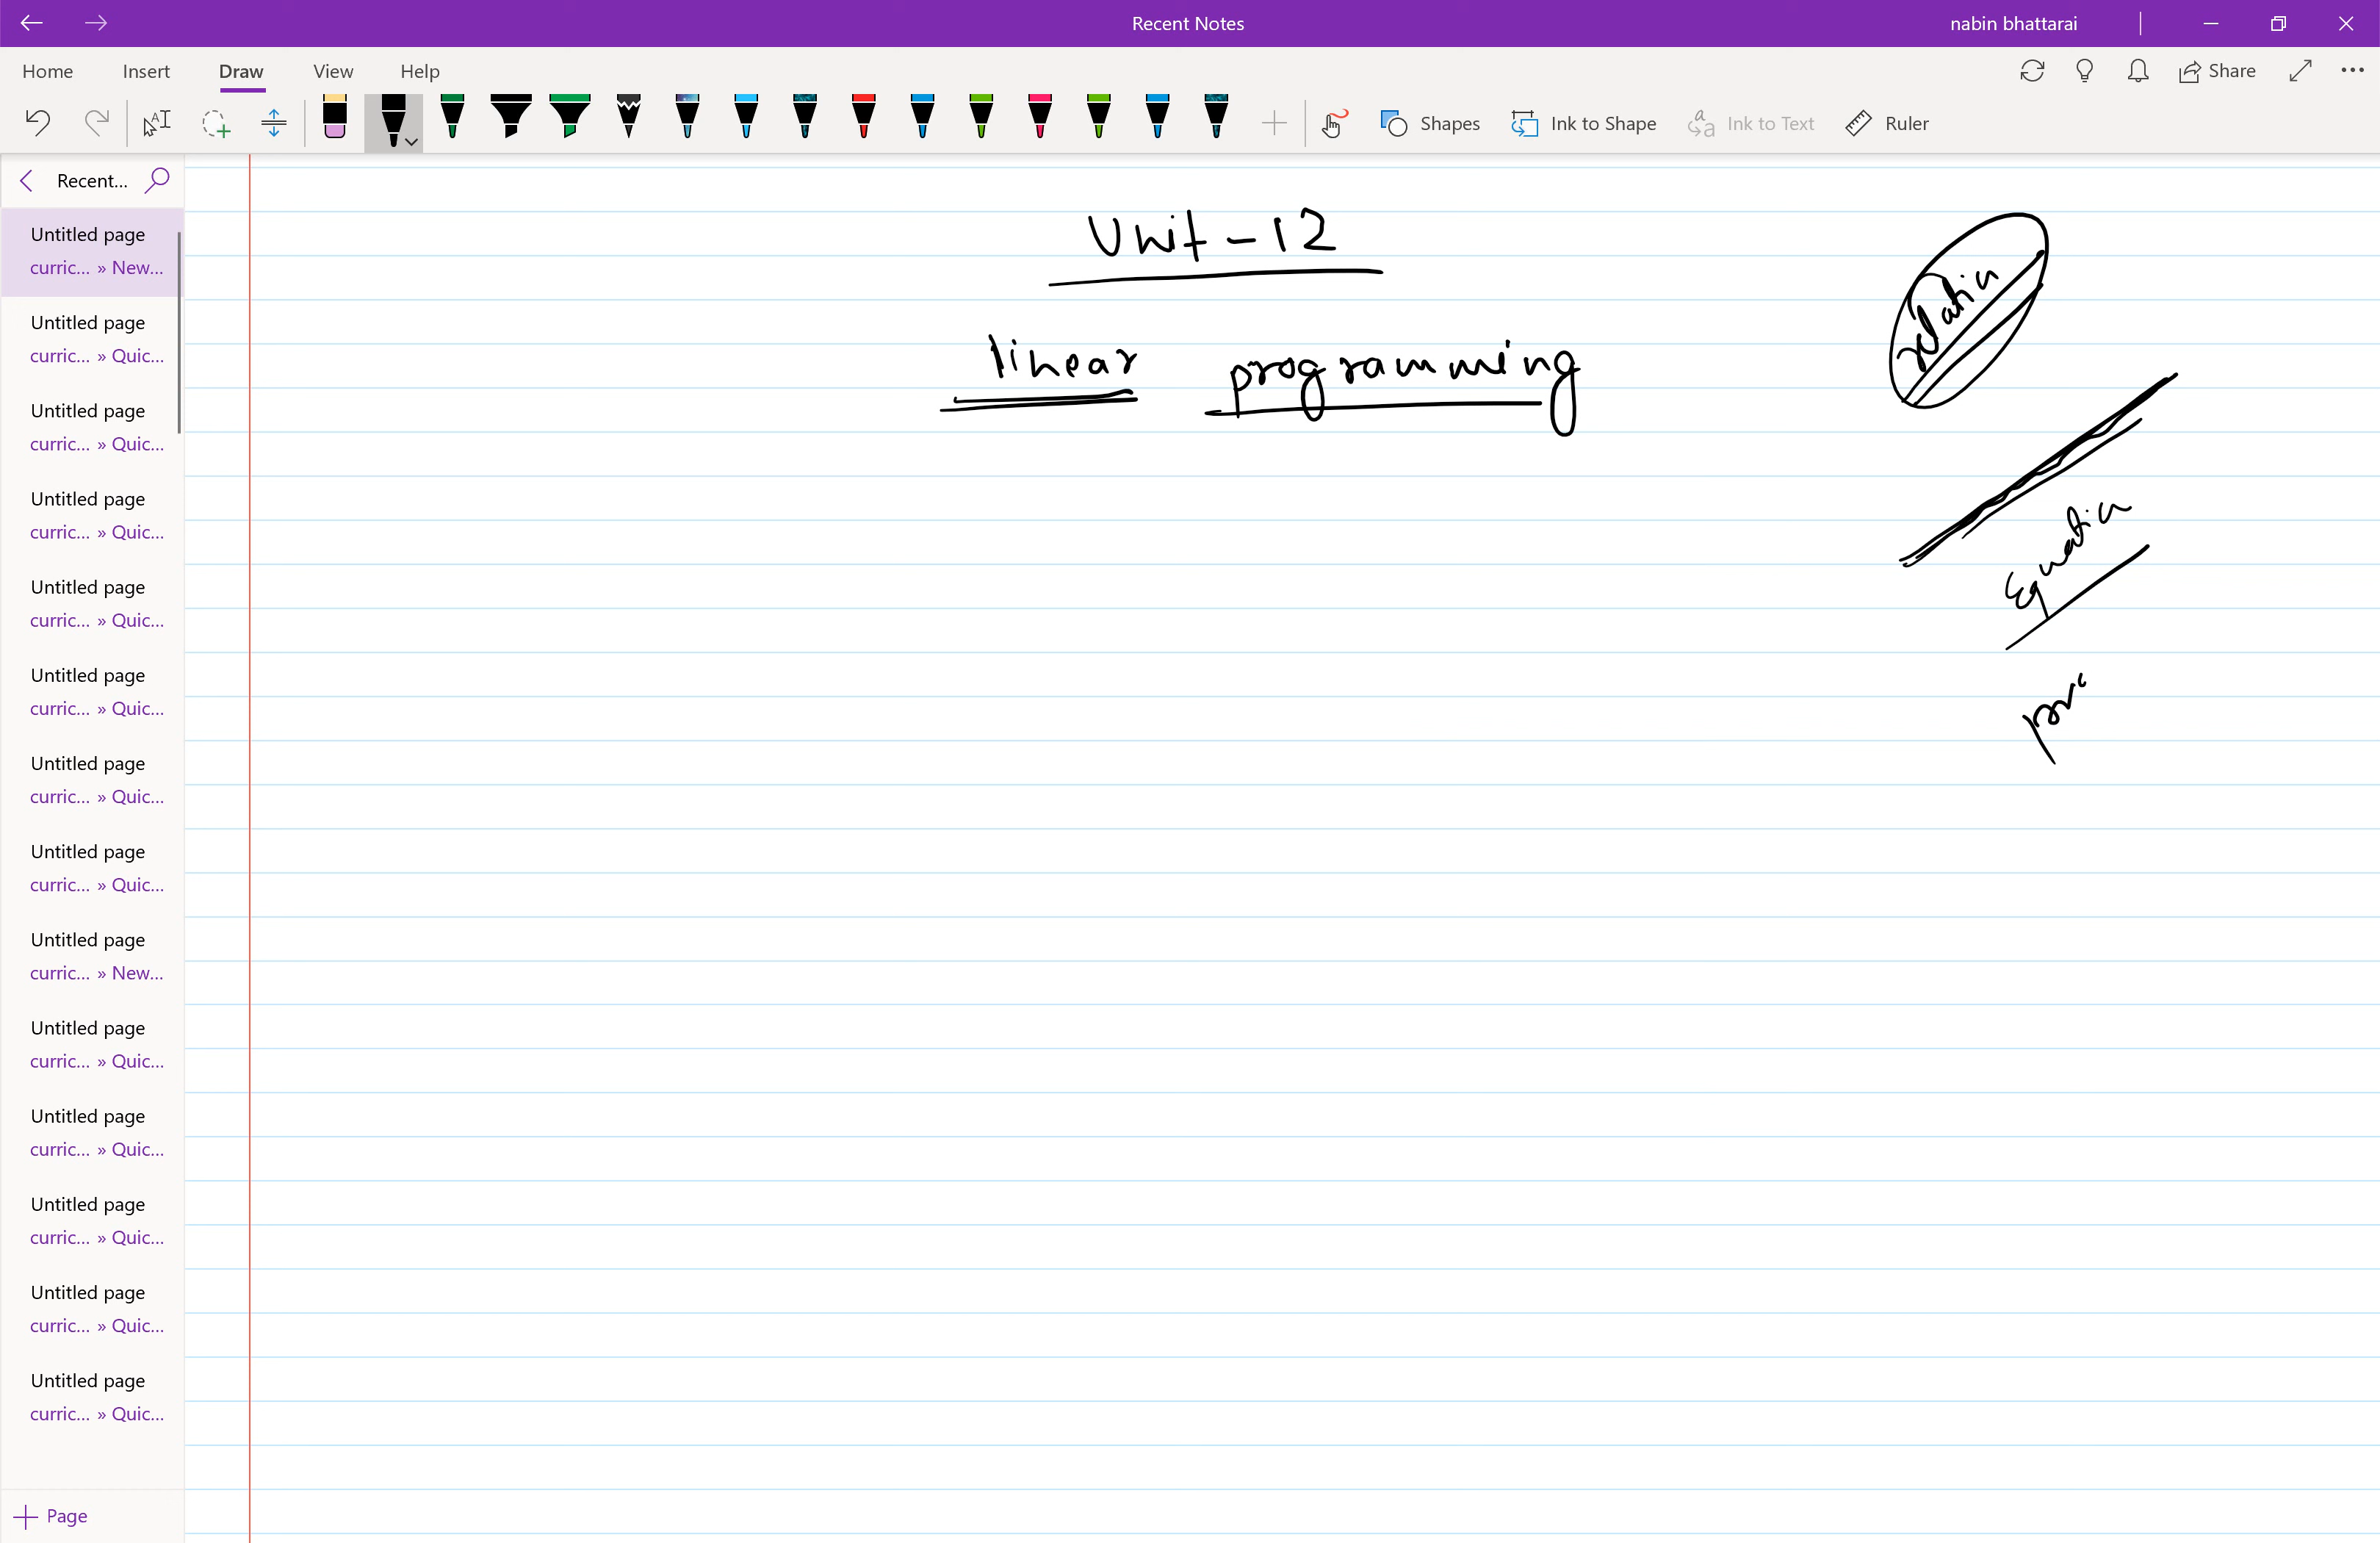 Recent Notes
nabin bhattarai
Home Insert Draw View Help
Share
Shapes Ink to Shape Ink to Text Ruler
Recent...
Untitled page
curric... » New...
Untitled page
curric... » Quic...
Untitled page
curric... » Quic...
Untitled page
curric... » Quic...
Untitled page
curric... » Quic...
Untitled page
curric... » Quic...
Untitled page
curric... » Quic...
Untitled page
curric... » Quic...
Untitled page
curric... » New...
Untitled page
curric... » Quic...
Untitled page
curric... » Quic...
Untitled page
curric... » Quic...
Untitled page
curric... » Quic...
Untitled page
curric... » Quic...
Page
Unit - 12
linear programming
relation
Equation